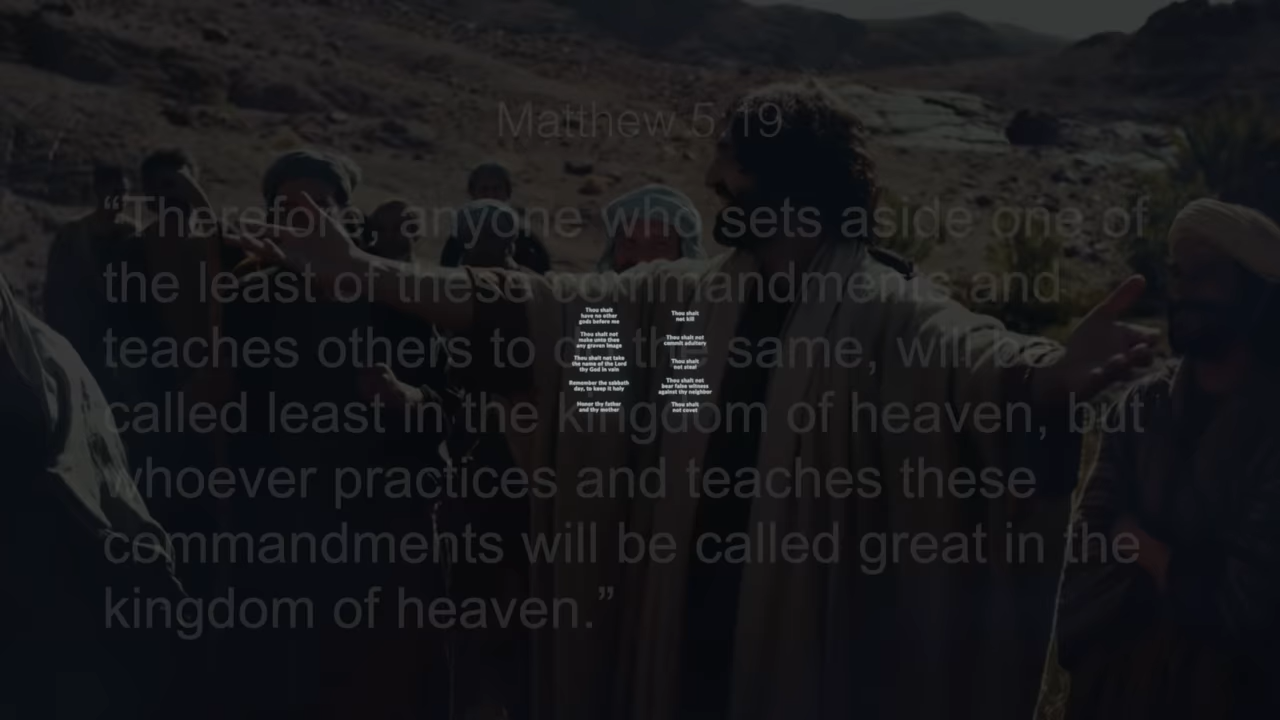 Matthew 5:19
“Therefore anyone who sets aside one of
the least of these commandments and
teaches others to do the same, will be
called least in the kingdom of heaven, but
whoever practices and teaches these
commandments will be called great in the
kingdom of heaven.”
Thou shalt
have no other
gods before me
Thou shalt not
make unto thee
any graven image
Thou shalt not take
the name of the Lord
thy God in vain
Remember the sabbath
day, to keep it holy
Honor thy father
and thy mother
Thou shalt
not kill
Thou shalt not
commit adultery
Thou shalt
not steal
Thou shalt not
bear false witness
against thy neighbor
Thou shalt
not covet